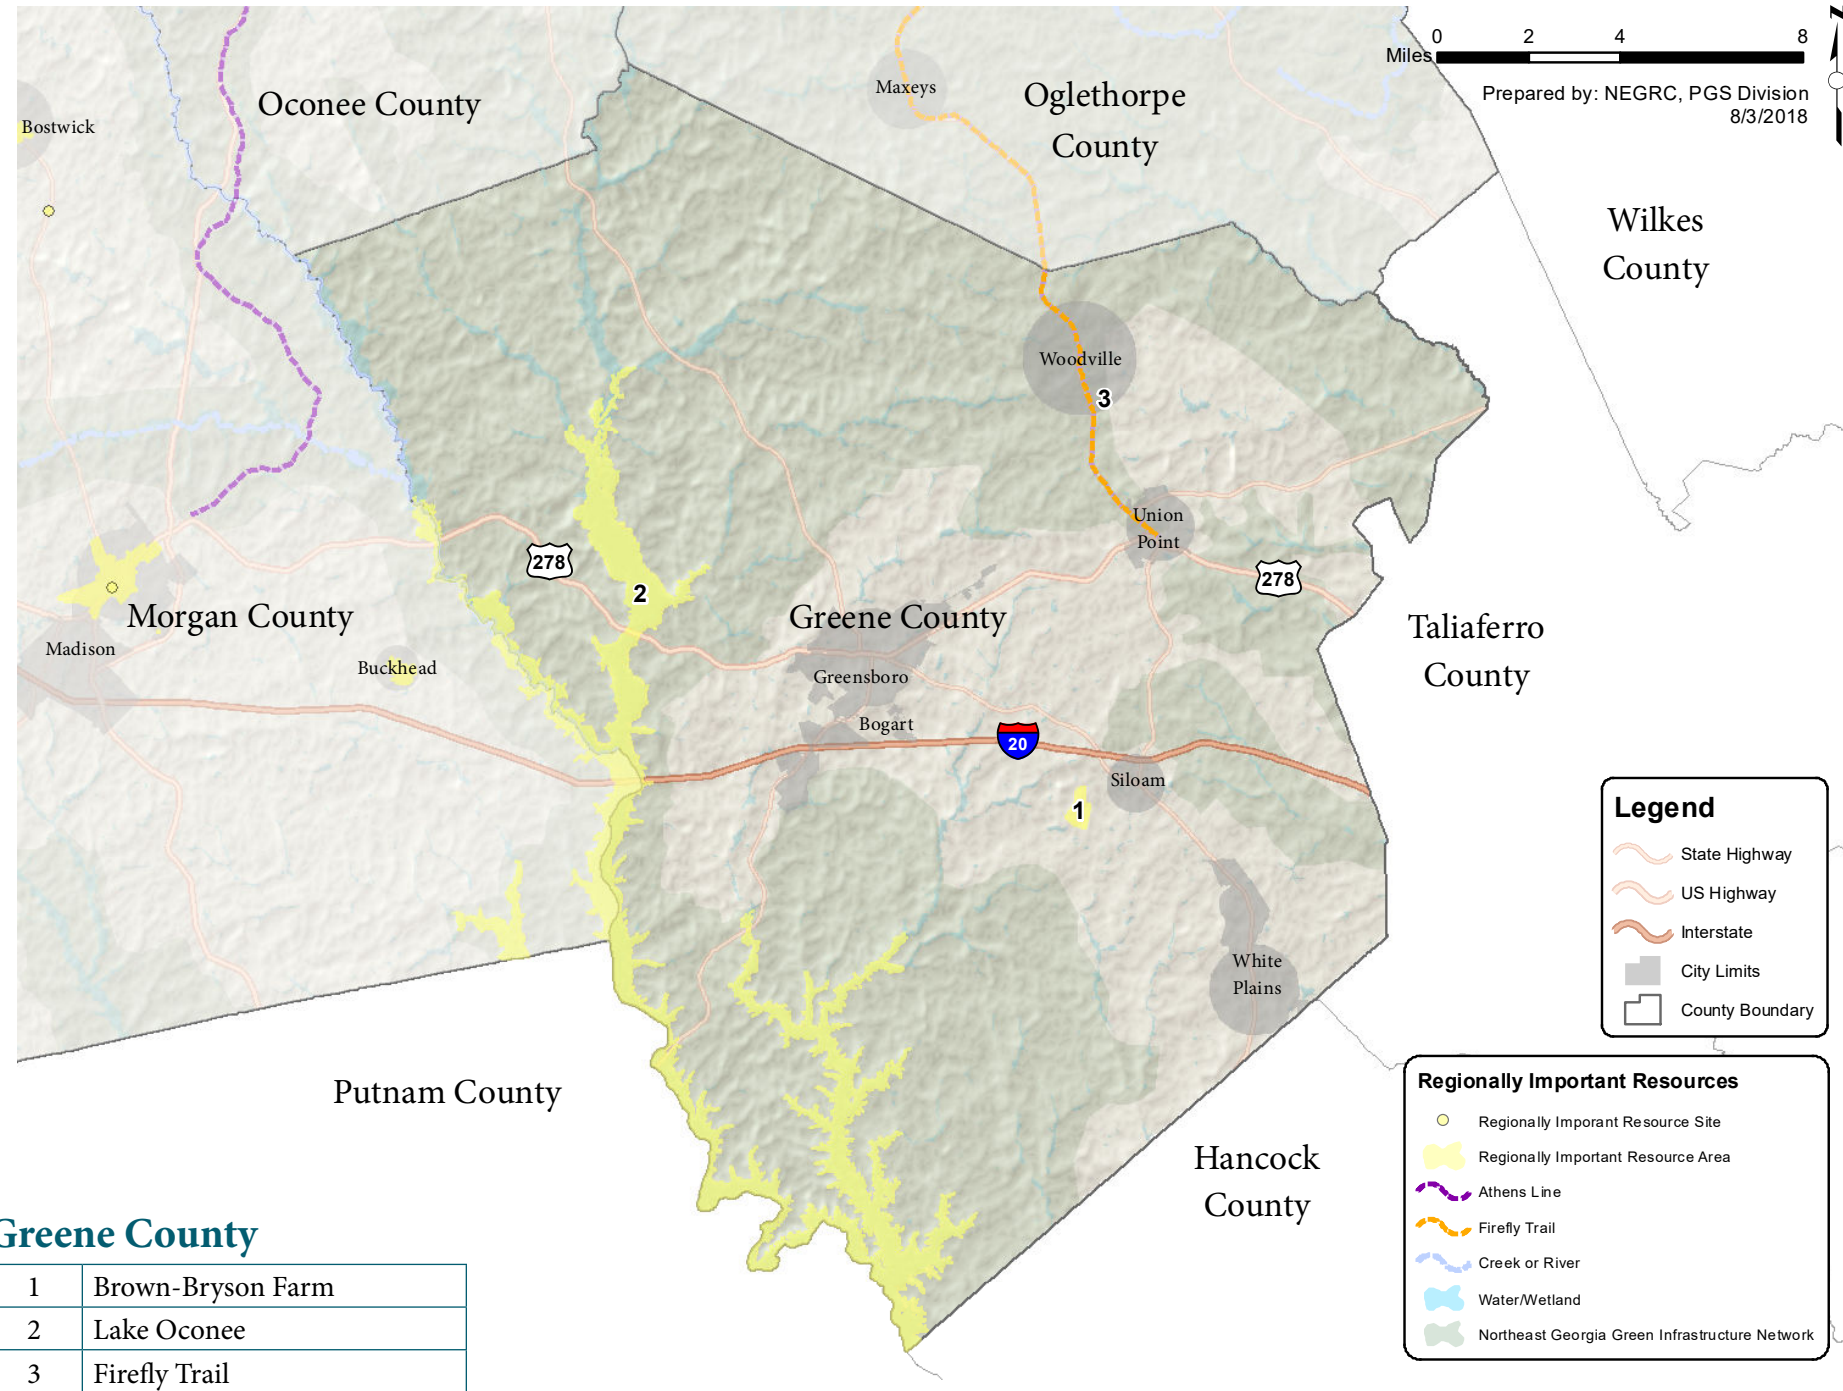 0 2 4 8
Miles
Prepared by: NEGRC, PGS Division
8/3/2018
Oconee County
Maxeys
Oglethorpe
County
Bostwick
Wilkes
County
Woodville
3
Union
Point
278
278
2
Morgan County
Greene County
Taliaferro
County
Madison
Buckhead
Greensboro
Bogart
20
Siloam
1
White
Plains
Putnam County
Hancock
County
Legend
State Highway
US Highway
Interstate
City Limits
County Boundary
Regionally Important Resources
Regionally Imporant Resource Site
Regionally Important Resource Area
Athens Line
Firefly Trail
Creek or River
Water/Wetland
Northeast Georgia Green Infrastructure Network
Greene County
1 Brown-Bryson Farm
2 Lake Oconee
3 Firefly Trail